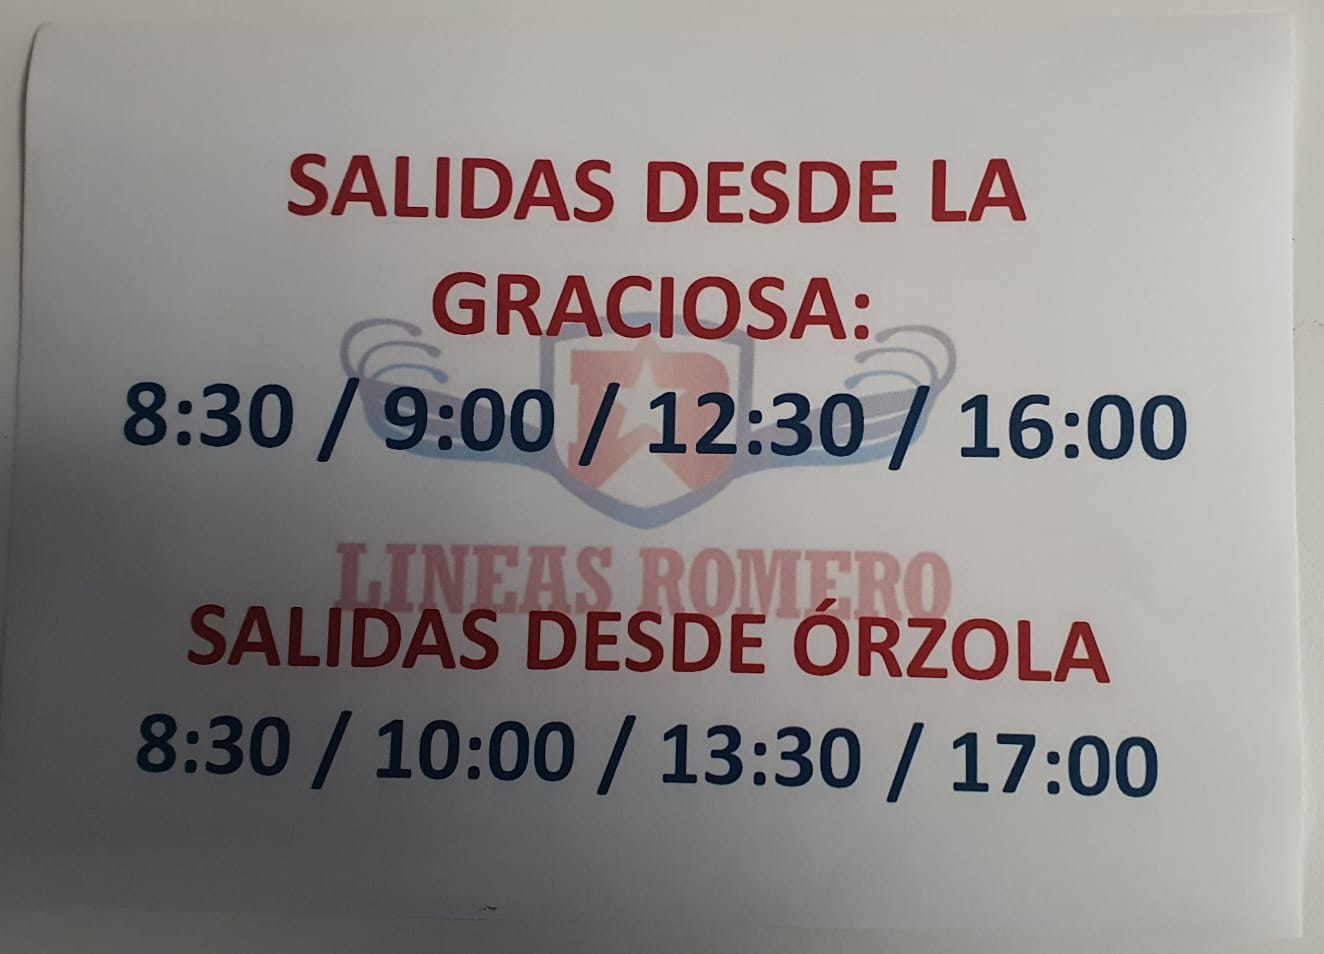 SALIDAS DESDE LA
GRACIOSA:
8:30 / 9:00 / 12:30 / 16:00
LINEAS ROMERO
SALIDAS DESDE ÓRZOLA
8:30 / 10:00 / 13:30 / 17:00